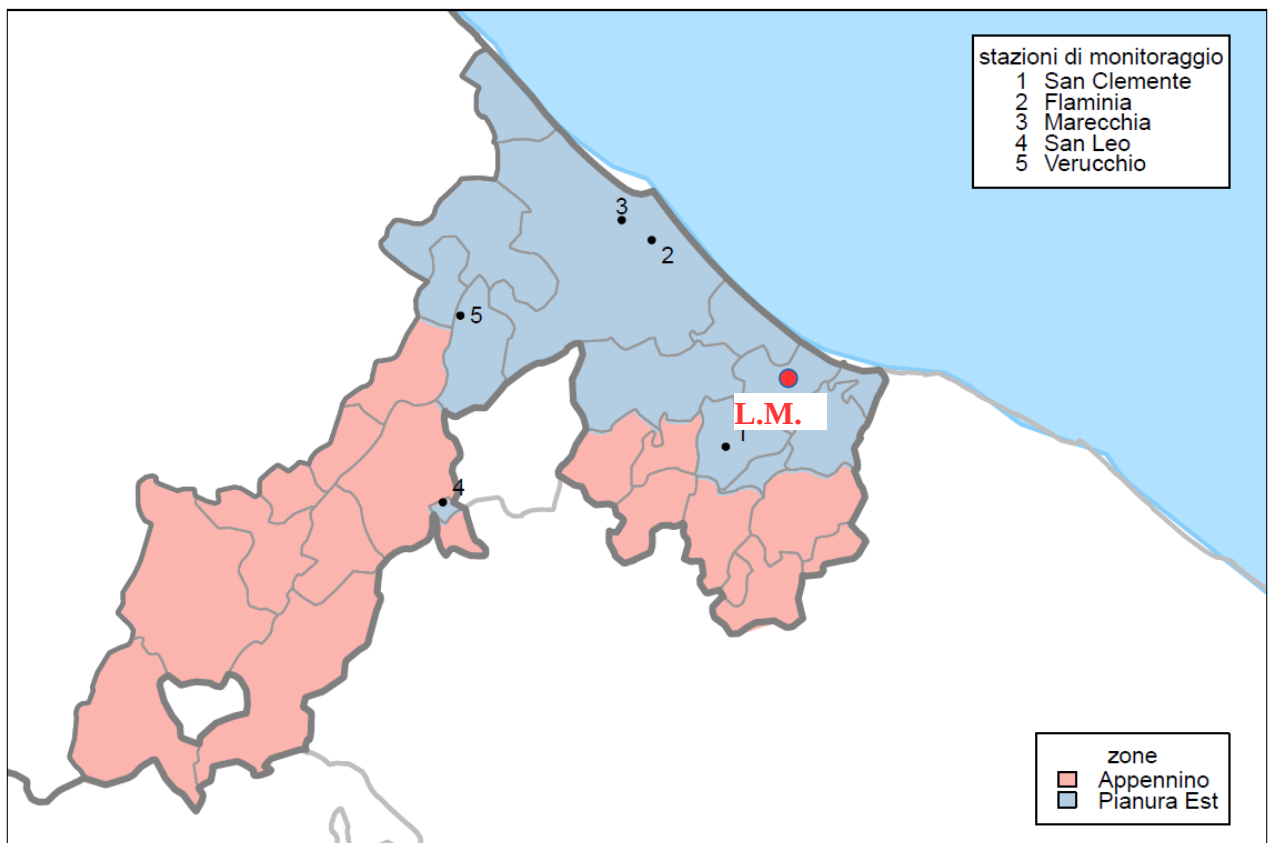 stazioni di monitoraggio
1 San Clemente
2 Flaminia
3 Marecchia
4 San Leo
5 Verucchio
3
2
5
L.M.
1
4
zone
Appennino
Pianura Est